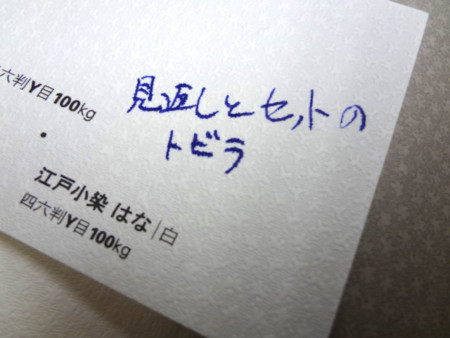 六判Y目100kg
見返しとセットの
トビラ
江戸小染 はな/白
四六判Y目100kg